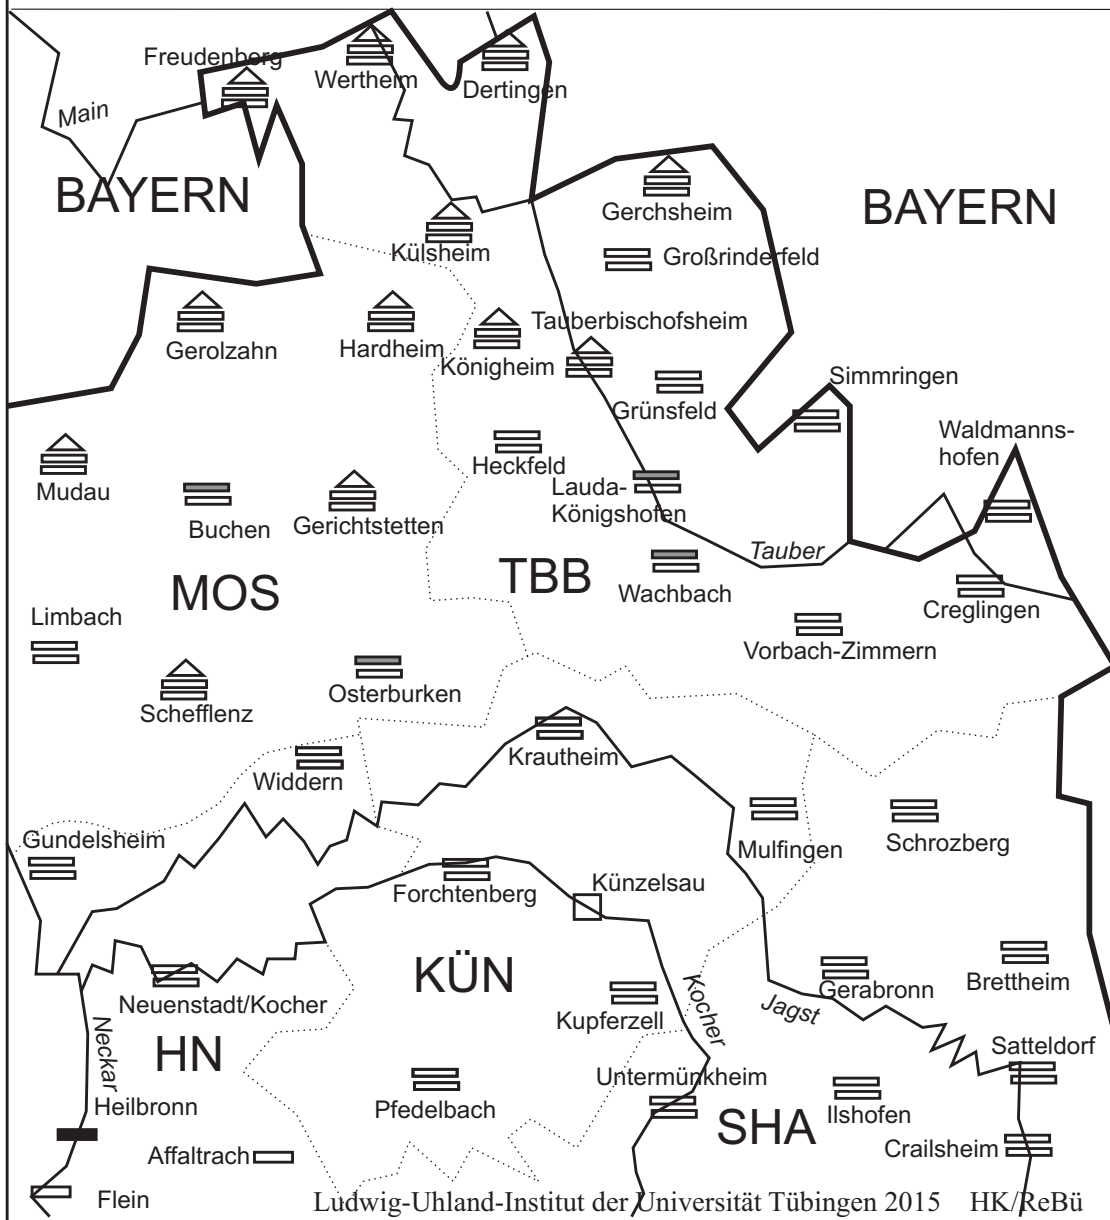 Freudenberg
Wertheim
Dertingen
Main
BAYERN
Gerchsheim
BAYERN
Külsheim
Großrinderfeld
Gerolzahn
Hardheim
Königheim
Tauberbischofsheim
Grünsfeld
Simmringen
Waldmanns-
hofen
Mudau
Buchen
Gerichtstetten
Heckfeld
Lauda-
Königshofen
Tauber
MOS
TBB
Wachbach
Creglingen
Limbach
Vorbach-Zimmern
Schefflenz
Osterburken
Widdern
Krautheim
Gundelsheim
Mulfingen
Schrozberg
Forchtenberg
Künzelsau
Neuenstadt/Kocher
KÜN
Kupferzell
Kocher
Jagst
Gerabronn
Brettheim
Neckar
HN
Satteldorf
Heilbronn
Pfedelbach
Untermünkheim
SHA
Ilshofen
Crailsheim
Affaltrach
Flein
Ludwig-Uhland-Institut der Universität Tübingen 2015 HK/ReBü